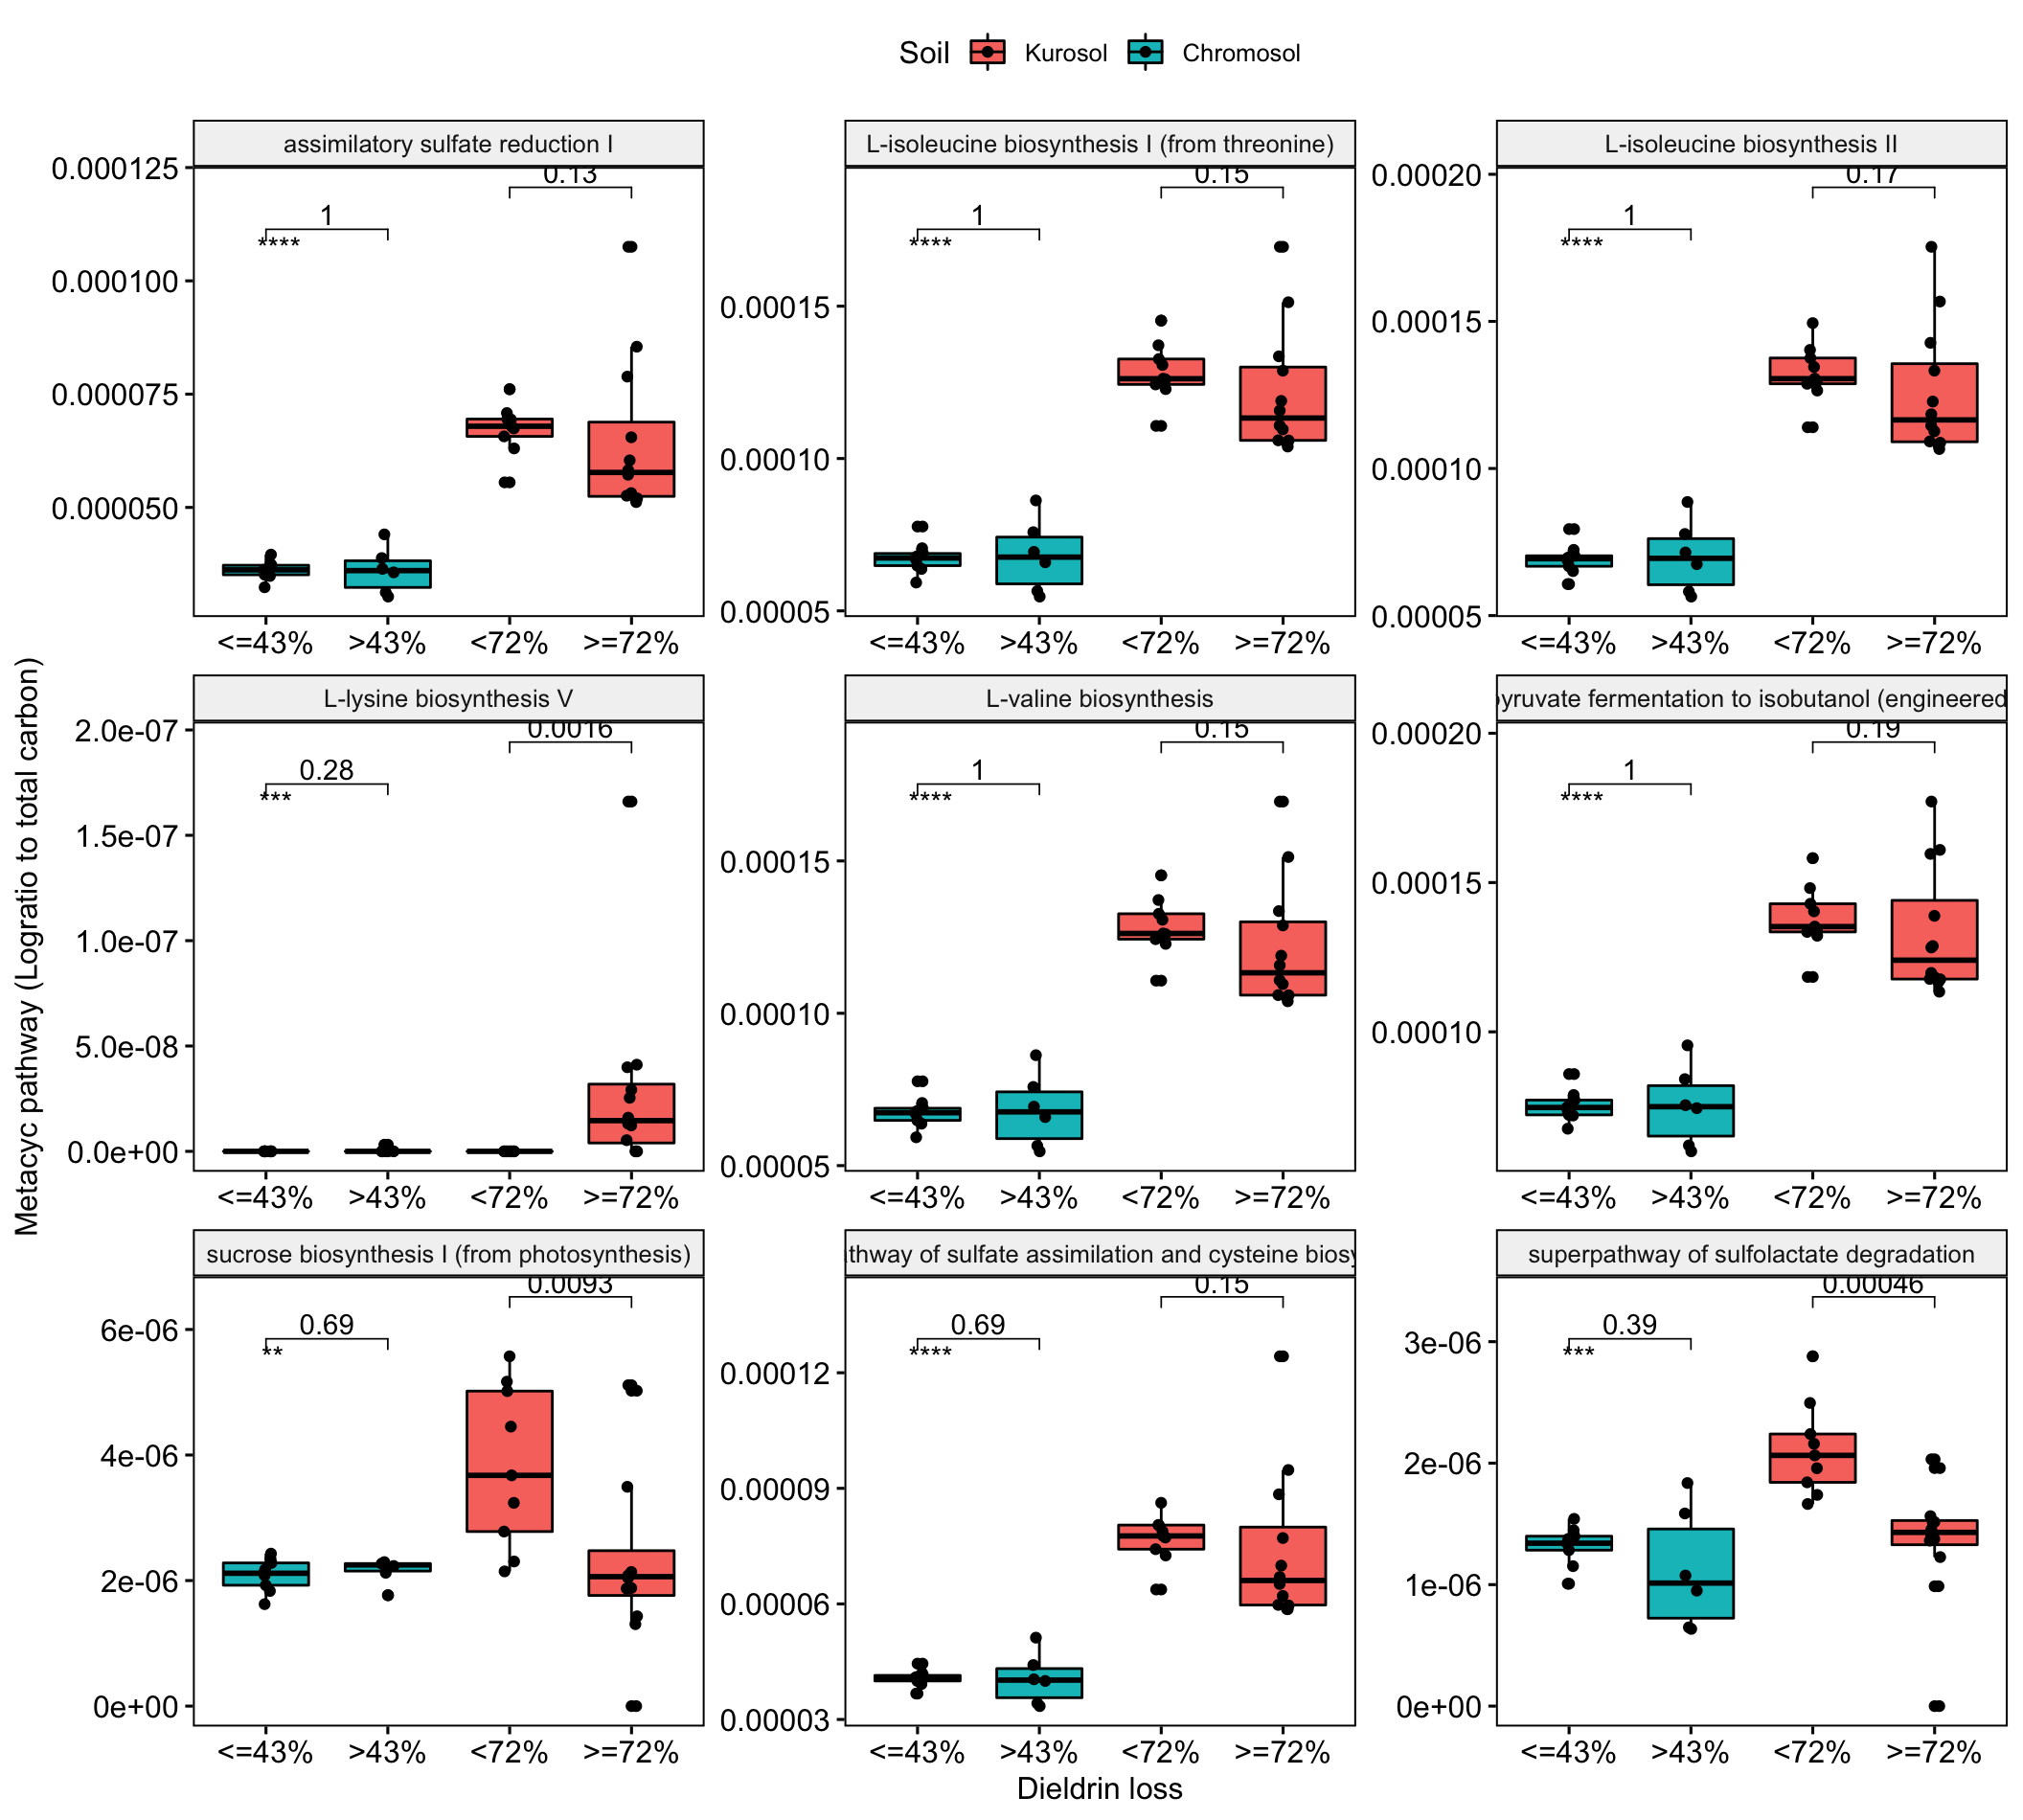 Soil Kurosol Chromosol
assimilatory sulfate reduction I
L-isoleucine biosynthesis I (from threonine)
L-isoleucine biosynthesis II
0.000125
0.000100
0.000075
0.000050
1
****
0.13
<=43% >43% <72% >=72%
0.00015
0.00010
0.00005
1
****
0.15
<=43% >43% <72% >=72%
0.00020
0.00015
0.00010
0.00005
1
****
0.17
<=43% >43% <72% >=72%
Metacyc pathway (Logratio to total carbon)
L-lysine biosynthesis V
L-valine biosynthesis
pyruvate fermentation to isobutanol (engineered
2.0e-07
1.5e-07
1.0e-07
5.0e-08
0.0e+00
0.28
***
0.0016
<=43% >43% <72% >=72%
0.00015
0.00010
0.00005
1
****
0.15
<=43% >43% <72% >=72%
0.00020
0.00015
0.00010
1
****
0.19
<=43% >43% <72% >=72%
sucrose biosynthesis I (from photosynthesis)
thway of sulfate assimilation and cysteine biosy
superpathway of sulfolactate degradation
6e-06
4e-06
2e-06
0e+00
0.69
**
0.0093
<=43% >43% <72% >=72%
0.00012
0.00009
0.00006
0.00003
0.69
****
0.15
<=43% >43% <72% >=72%
3e-06
2e-06
1e-06
0e+00
0.39
***
0.00046
<=43% >43% <72% >=72%
Dieldrin loss